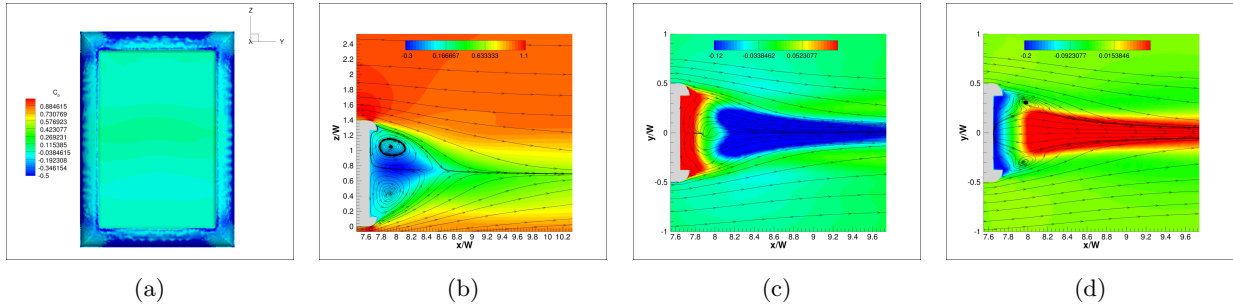 Z
X
Y
Cp
0.884615
0.730769
0.576923
0.423077
0.269231
0.115385
-0.0384615
-0.192308
-0.346154
-0.5
-0.3 0.166667 0.633333 1.1
z/W
2.4
2.2
2
1.8
1.6
1.4
1.2
1
0.8
0.6
0.4
0.2
0
7.6 7.8 8 8.2 8.4 8.6 8.8 9 9.2 9.4 9.6 9.8 10 10.2
x/W
-0.12 -0.0338462 0.0523077
y/W
1
0.5
0
-0.5
-1
7.6 7.8 8 8.2 8.4 8.6 8.8 9 9.2 9.4 9.6
x/W
-0.2 -0.0923077 0.0153846
y/W
1
0.5
0
-0.5
-1
7.6 7.8 8 8.2 8.4 8.6 8.8 9 9.2 9.4 9.6
x/W
(a) (b) (c) (d)